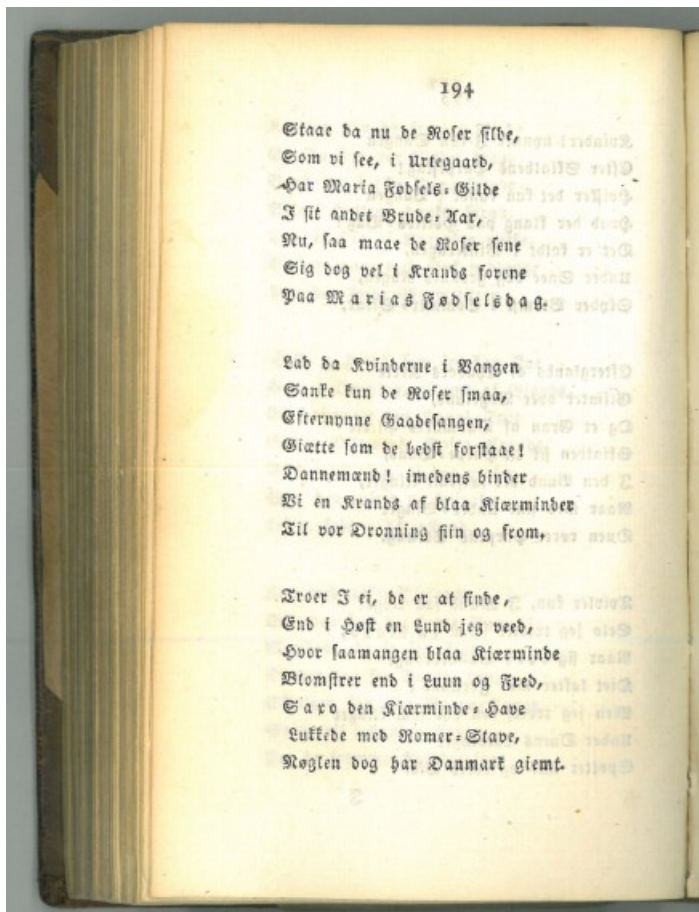 194
Staae da nu de Roser silde,
Som vi see, i Urtegaard,
Har Maria Fødsels-Gilde
I sit andet Brude-Aar,
Nu, saa maae de Roser sene
Sig dog vel i Krands forene
Paa Marias Fødselsdag.
Lad da Kvinderne i Vangen
Sanke kun de Roser smaa,
Efternynne Gaadesangen,
Giætte som de bedst forstaae!
Dannemænd! imedens binder
Vi en Krands af blaa Kiærminder
Til vor Dronning fiin og from.
Troer I ei, de er at finde,
End i Høst en Lund jeg veed,
Hvor saamangen blaa Kiærminde
Blomstrer end i Luun og Fred,
Saxo den Kiærminde-Have
Lukkede med Romer-Stave,
Nøglen dog har Danmark giemt.